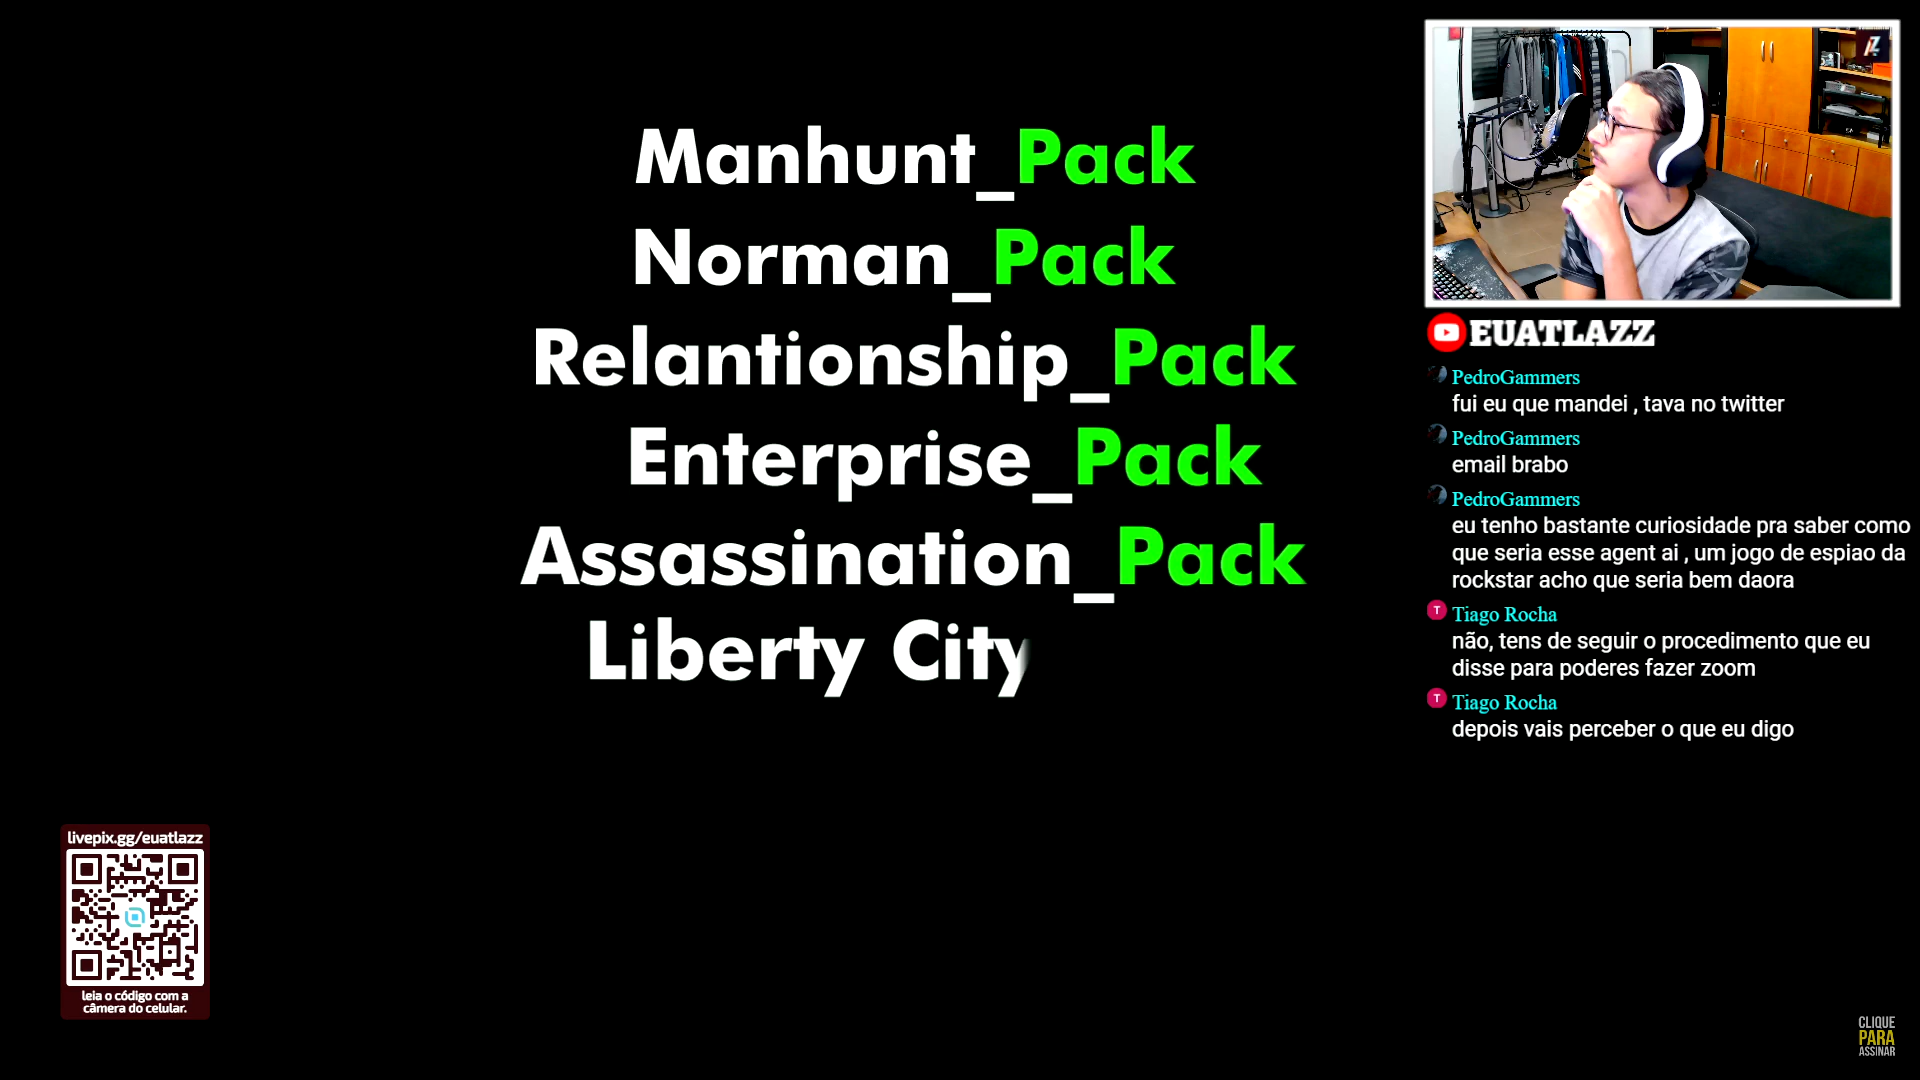 Manhunt_Pack
Norman_Pack
Relantionship_Pack
Enterprise_Pack
Assassination_Pack
Liberty City
EUATLAZZ
PedroGammers
fui eu que mandei , tava no twitter
PedroGammers
email brabo
PedroGammers
eu tenho bastante curiosidade pra saber como
que seria esse agent ai , um jogo de espiao da
rockstar acho que seria bem daora
T Tiago Rocha
não, tens de seguir o procedimento que eu
disse para poderes fazer zoom
T Tiago Rocha
depois vais perceber o que eu digo
livepix.gg/euatlazz
leia o código com a
câmera do celular.
CLIQUE
PARA
ASSINAR